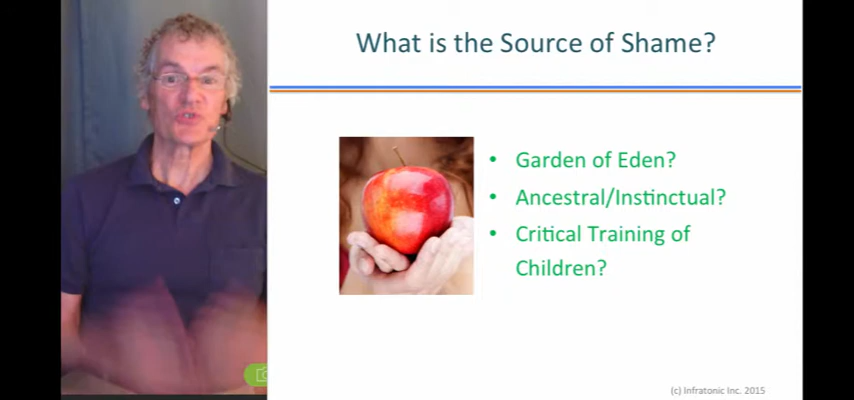 What is the Source of Shame?
• Garden of Eden?
• Ancestral/Instinctual?
• Critical Training of
Children?
(c) Infratonic Inc. 2015